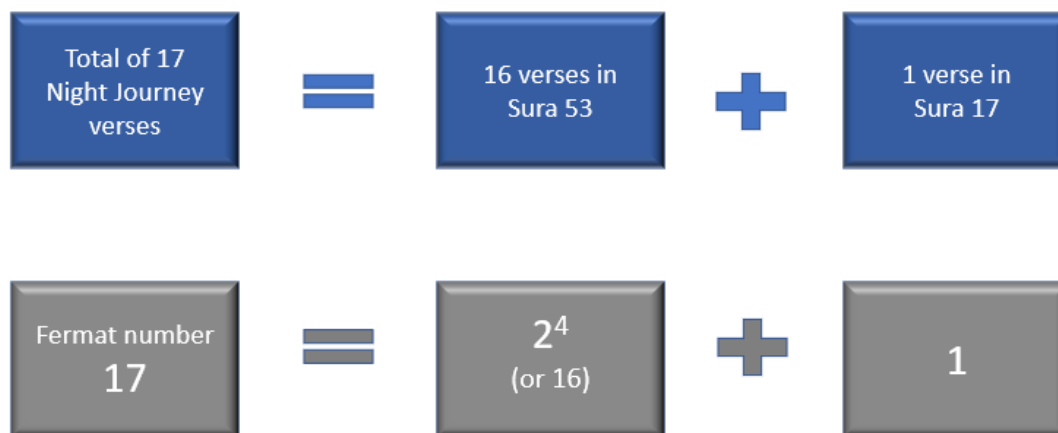 Total of 17
Night Journey
verses
=
16 verses in
Sura 53
+
1 verse in
Sura 17
Fermat number
17
=
2⁴
(or 16)
+
1